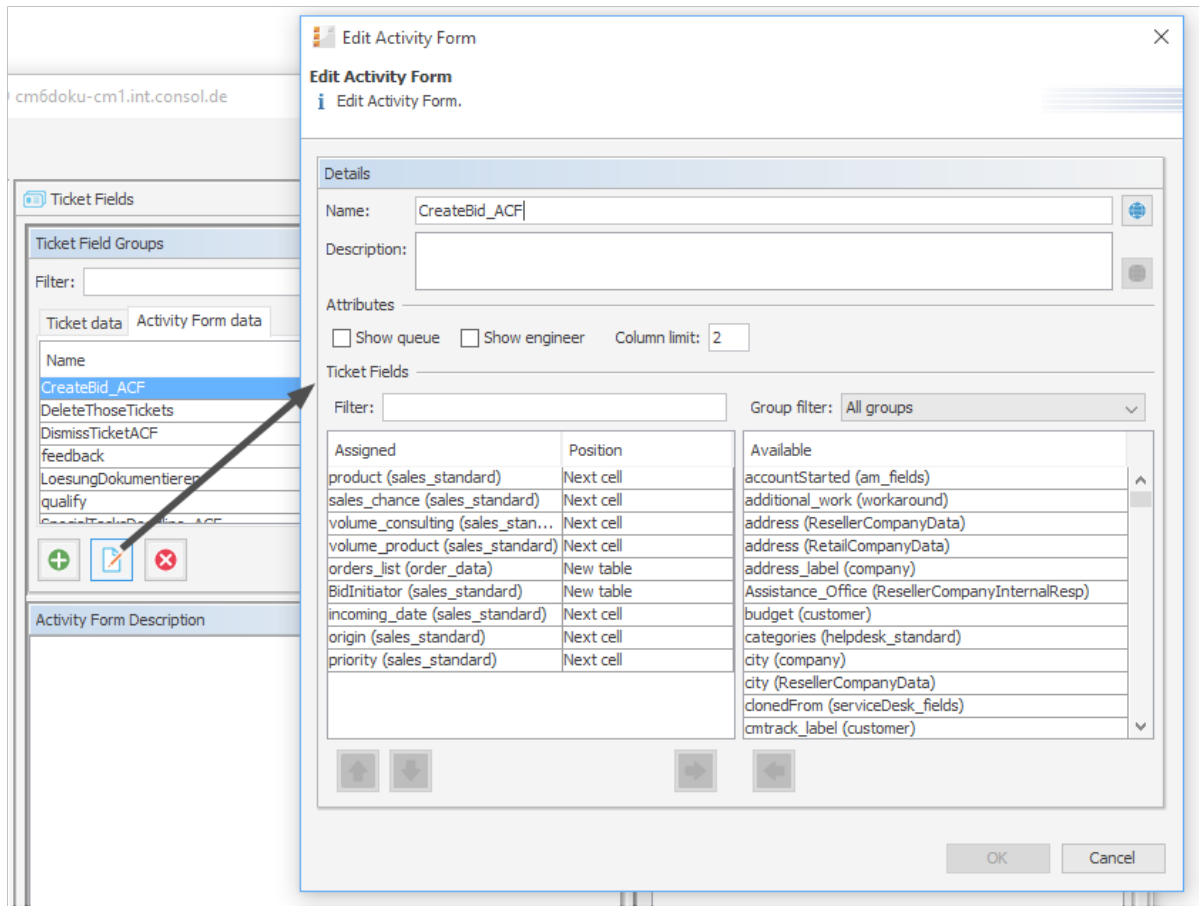 cm6doku-cm1.int.consol.de
Ticket Fields
Ticket Field Groups
Filter:
Ticket data Activity Form data
Name
CreateBid_ACF
DeleteThoseTickets
DismissTicketACF
feedback
LoesungDokumentieren
qualify
Activity Form Description
Edit Activity Form
Edit Activity Form
i Edit Activity Form.
Details
Name: CreateBid_ACF
Description:
Attributes
Show queue Show engineer Column limit: 2
Ticket Fields
Filter: Group filter: All groups
Assigned Position Available
product (sales_standard) Next cell accountStarted (am_fields)
sales_chance (sales_standard) Next cell additional_work (workaround)
volume_consulting (sales_stan... Next cell address (ResellerCompanyData)
volume_product (sales_standard) Next cell address (RetailCompanyData)
orders_list (order_data) New table address_label (company)
BidInitiator (sales_standard) New table Assistance_Office (ResellerCompanyInternalResp)
incoming_date (sales_standard) Next cell budget (customer)
origin (sales_standard) Next cell categories (helpdesk_standard)
priority (sales_standard) Next cell city (company)
city (ResellerCompanyData)
clonedFrom (serviceDesk_fields)
cmtrack_label (customer)
OK Cancel